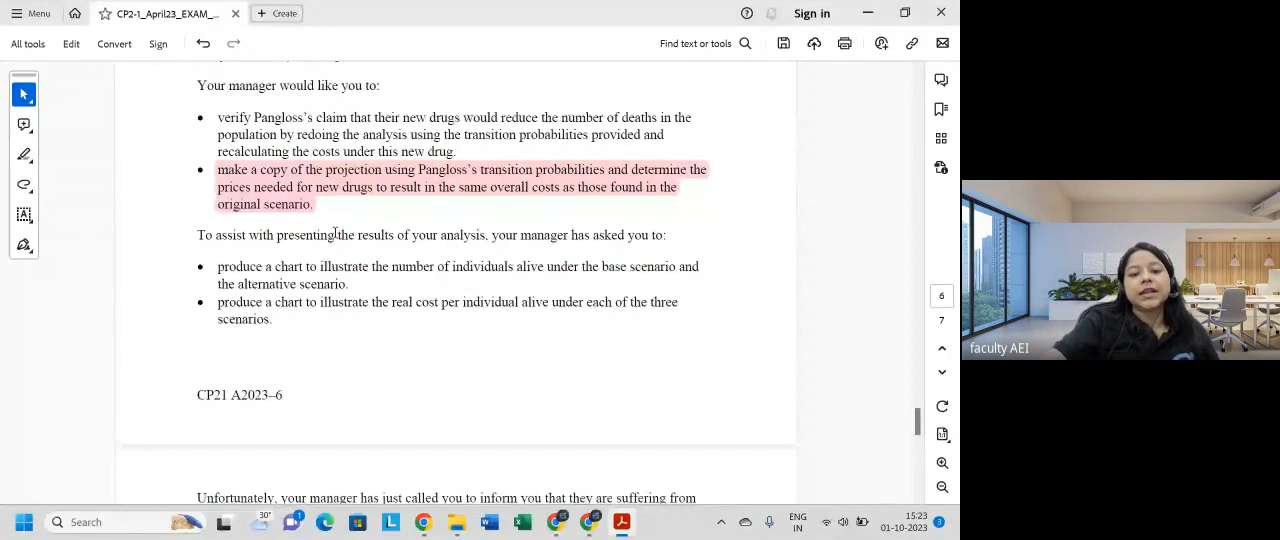 Menu
CP2-1_April23_EXAM_...
Create
Sign in
All tools
Edit
Convert
Sign
Find text or tools
Your manager would like you to:
• verify Pangloss's claim that their new drugs would reduce the number of deaths in the
population by redoing the analysis using the transition probabilities provided and
recalculating the costs under this new drug.
• make a copy of the projection using Pangloss's transition probabilities and determine the
prices needed for new drugs to result in the same overall costs as those found in the
original scenario.
To assist with presenting the results of your analysis, your manager has asked you to:
• produce a chart to illustrate the number of individuals alive under the base scenario and
the alternative scenario.
• produce a chart to illustrate the real cost per individual alive under each of the three
scenarios.
CP21 A2023–6
Unfortunately, your manager has just called you to inform you that they are suffering from
6
7
faculty AEI
Search
30°
ENG
IN
15:23
01-10-2023
3